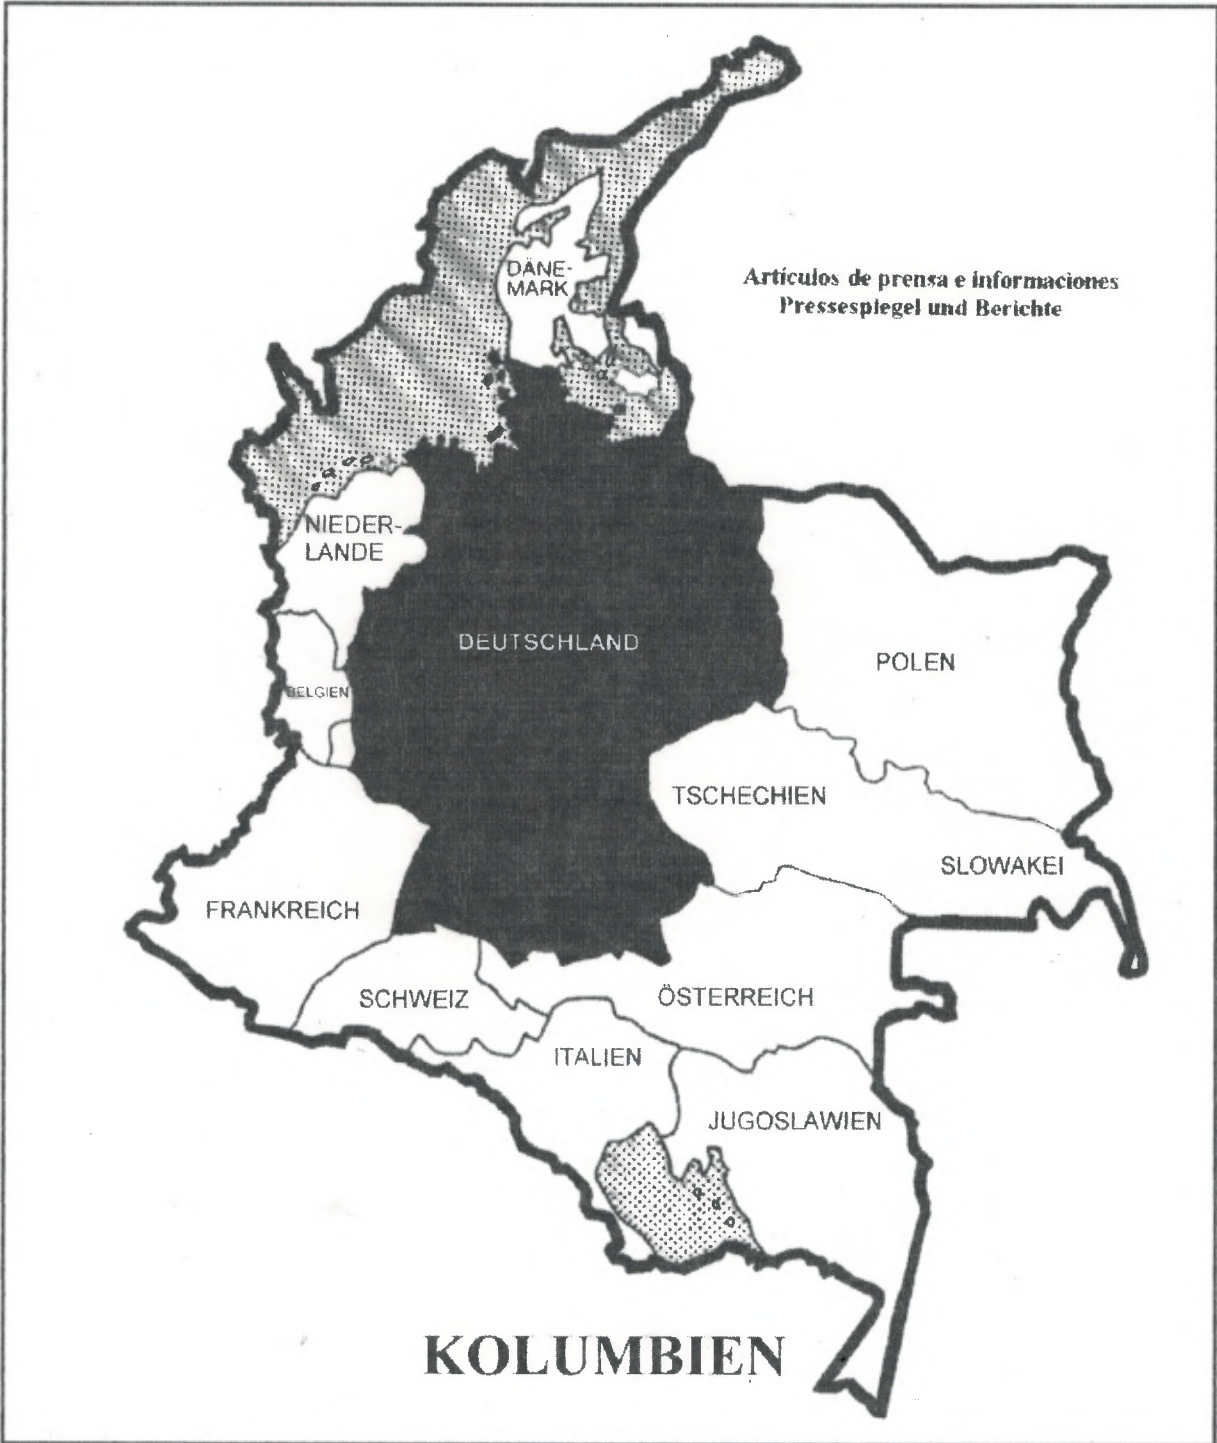 DÄNE-
MARK
Artículos de prensa e informaciones
Pressespiegel und Berichte
NIEDER-
LANDE
DEUTSCHLAND
POLEN
BELGIEN
TSCHECHIEN
SLOWAKEI
FRANKREICH
SCHWEIZ
ÖSTERREICH
ITALIEN
JUGOSLAWIEN
KOLUMBIEN